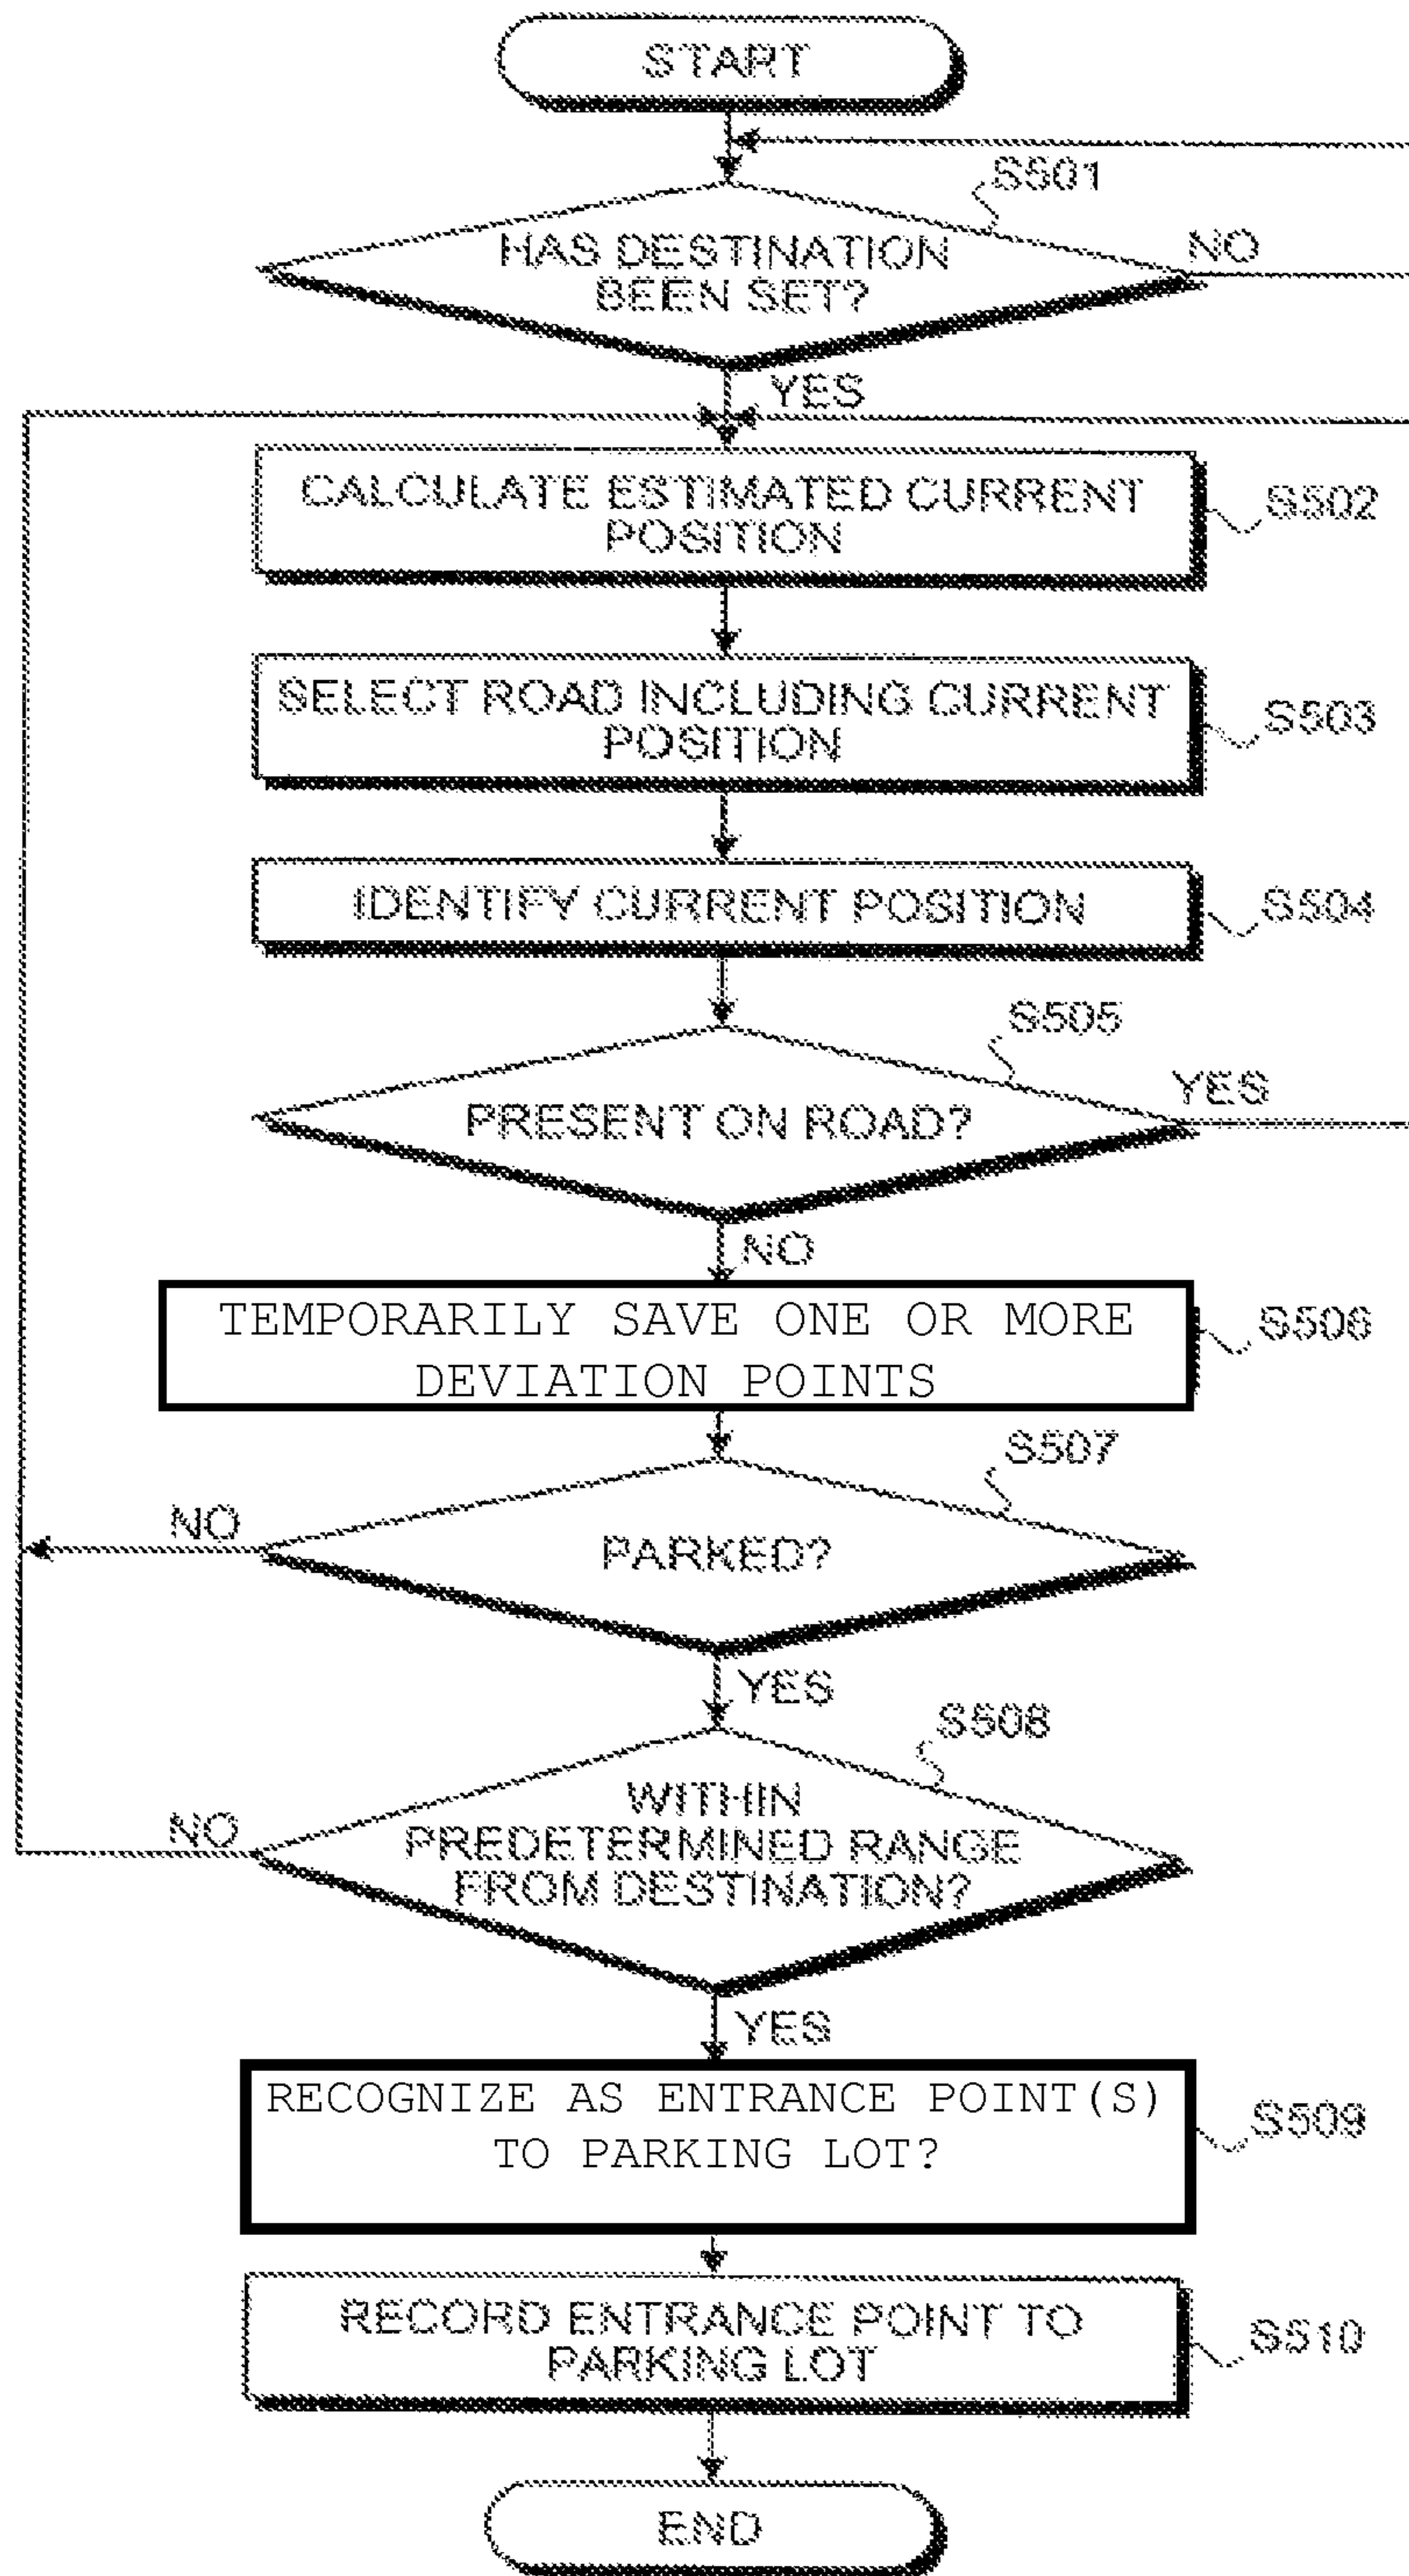 START
S501
HAS DESTINATION
BEEN SET?
NO
YES
CALCULATE ESTIMATED CURRENT
POSITION
S502
SELECT ROAD INCLUDING CURRENT
POSITION
S503
IDENTIFY CURRENT POSITION
S504
S505
PRESENT ON ROAD?
YES
NO
TEMPORARILY SAVE ONE OR MORE
DEVIATION POINTS
S506
S507
NO
PARKED?
YES
S508
WITHIN
PREDETERMINED RANGE
FROM DESTINATION?
NO
YES
RECOGNIZE AS ENTRANCE POINT(S)
TO PARKING LOT?
S509
RECORD ENTRANCE POINT TO
PARKING LOT
S510
END